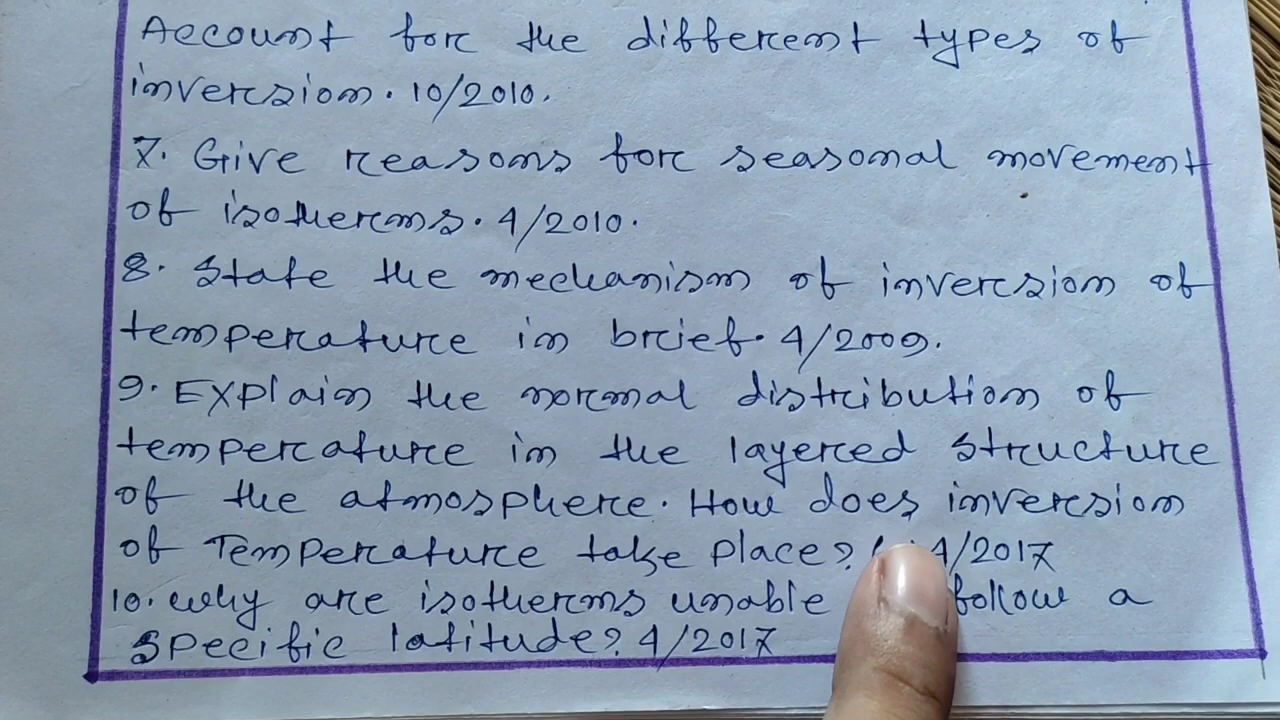 Account for the different types of
inversion. 10/2010.
7. Give reasons for seasonal movement
of isotherms. 4/2010.
8. State the mechanism of inversion of
temperature in brief. 4/2009.
9. Explain the normal distribution of
temperature in the layered structure
of the atmosphere. How does inversion
of Temperature take place? 4/2017
10. Why are isotherms unable follow a
specific latitude? 4/2017